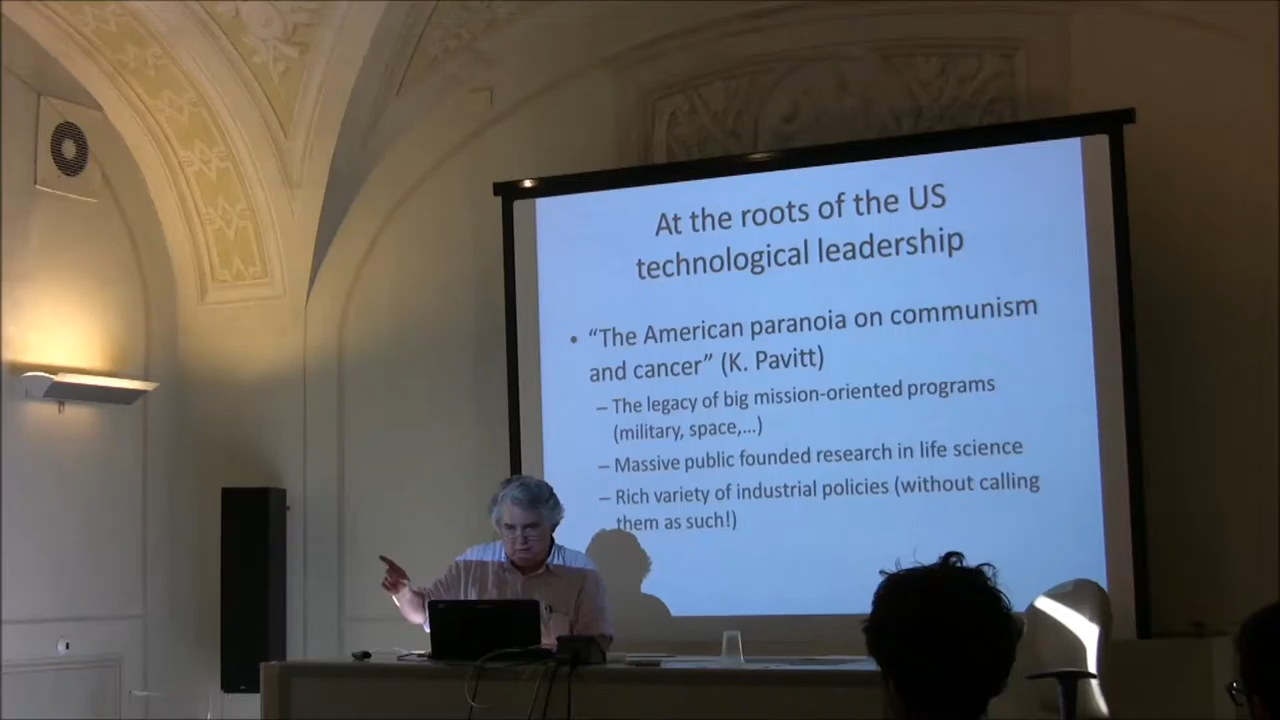 At the roots of the US
technological leadership
• “The American paranoia on communism
and cancer” (K. Pavitt)
– The legacy of big mission-oriented programs
(military, space,...)
– Massive public founded research in life science
– Rich variety of industrial policies (without calling
them as such!)